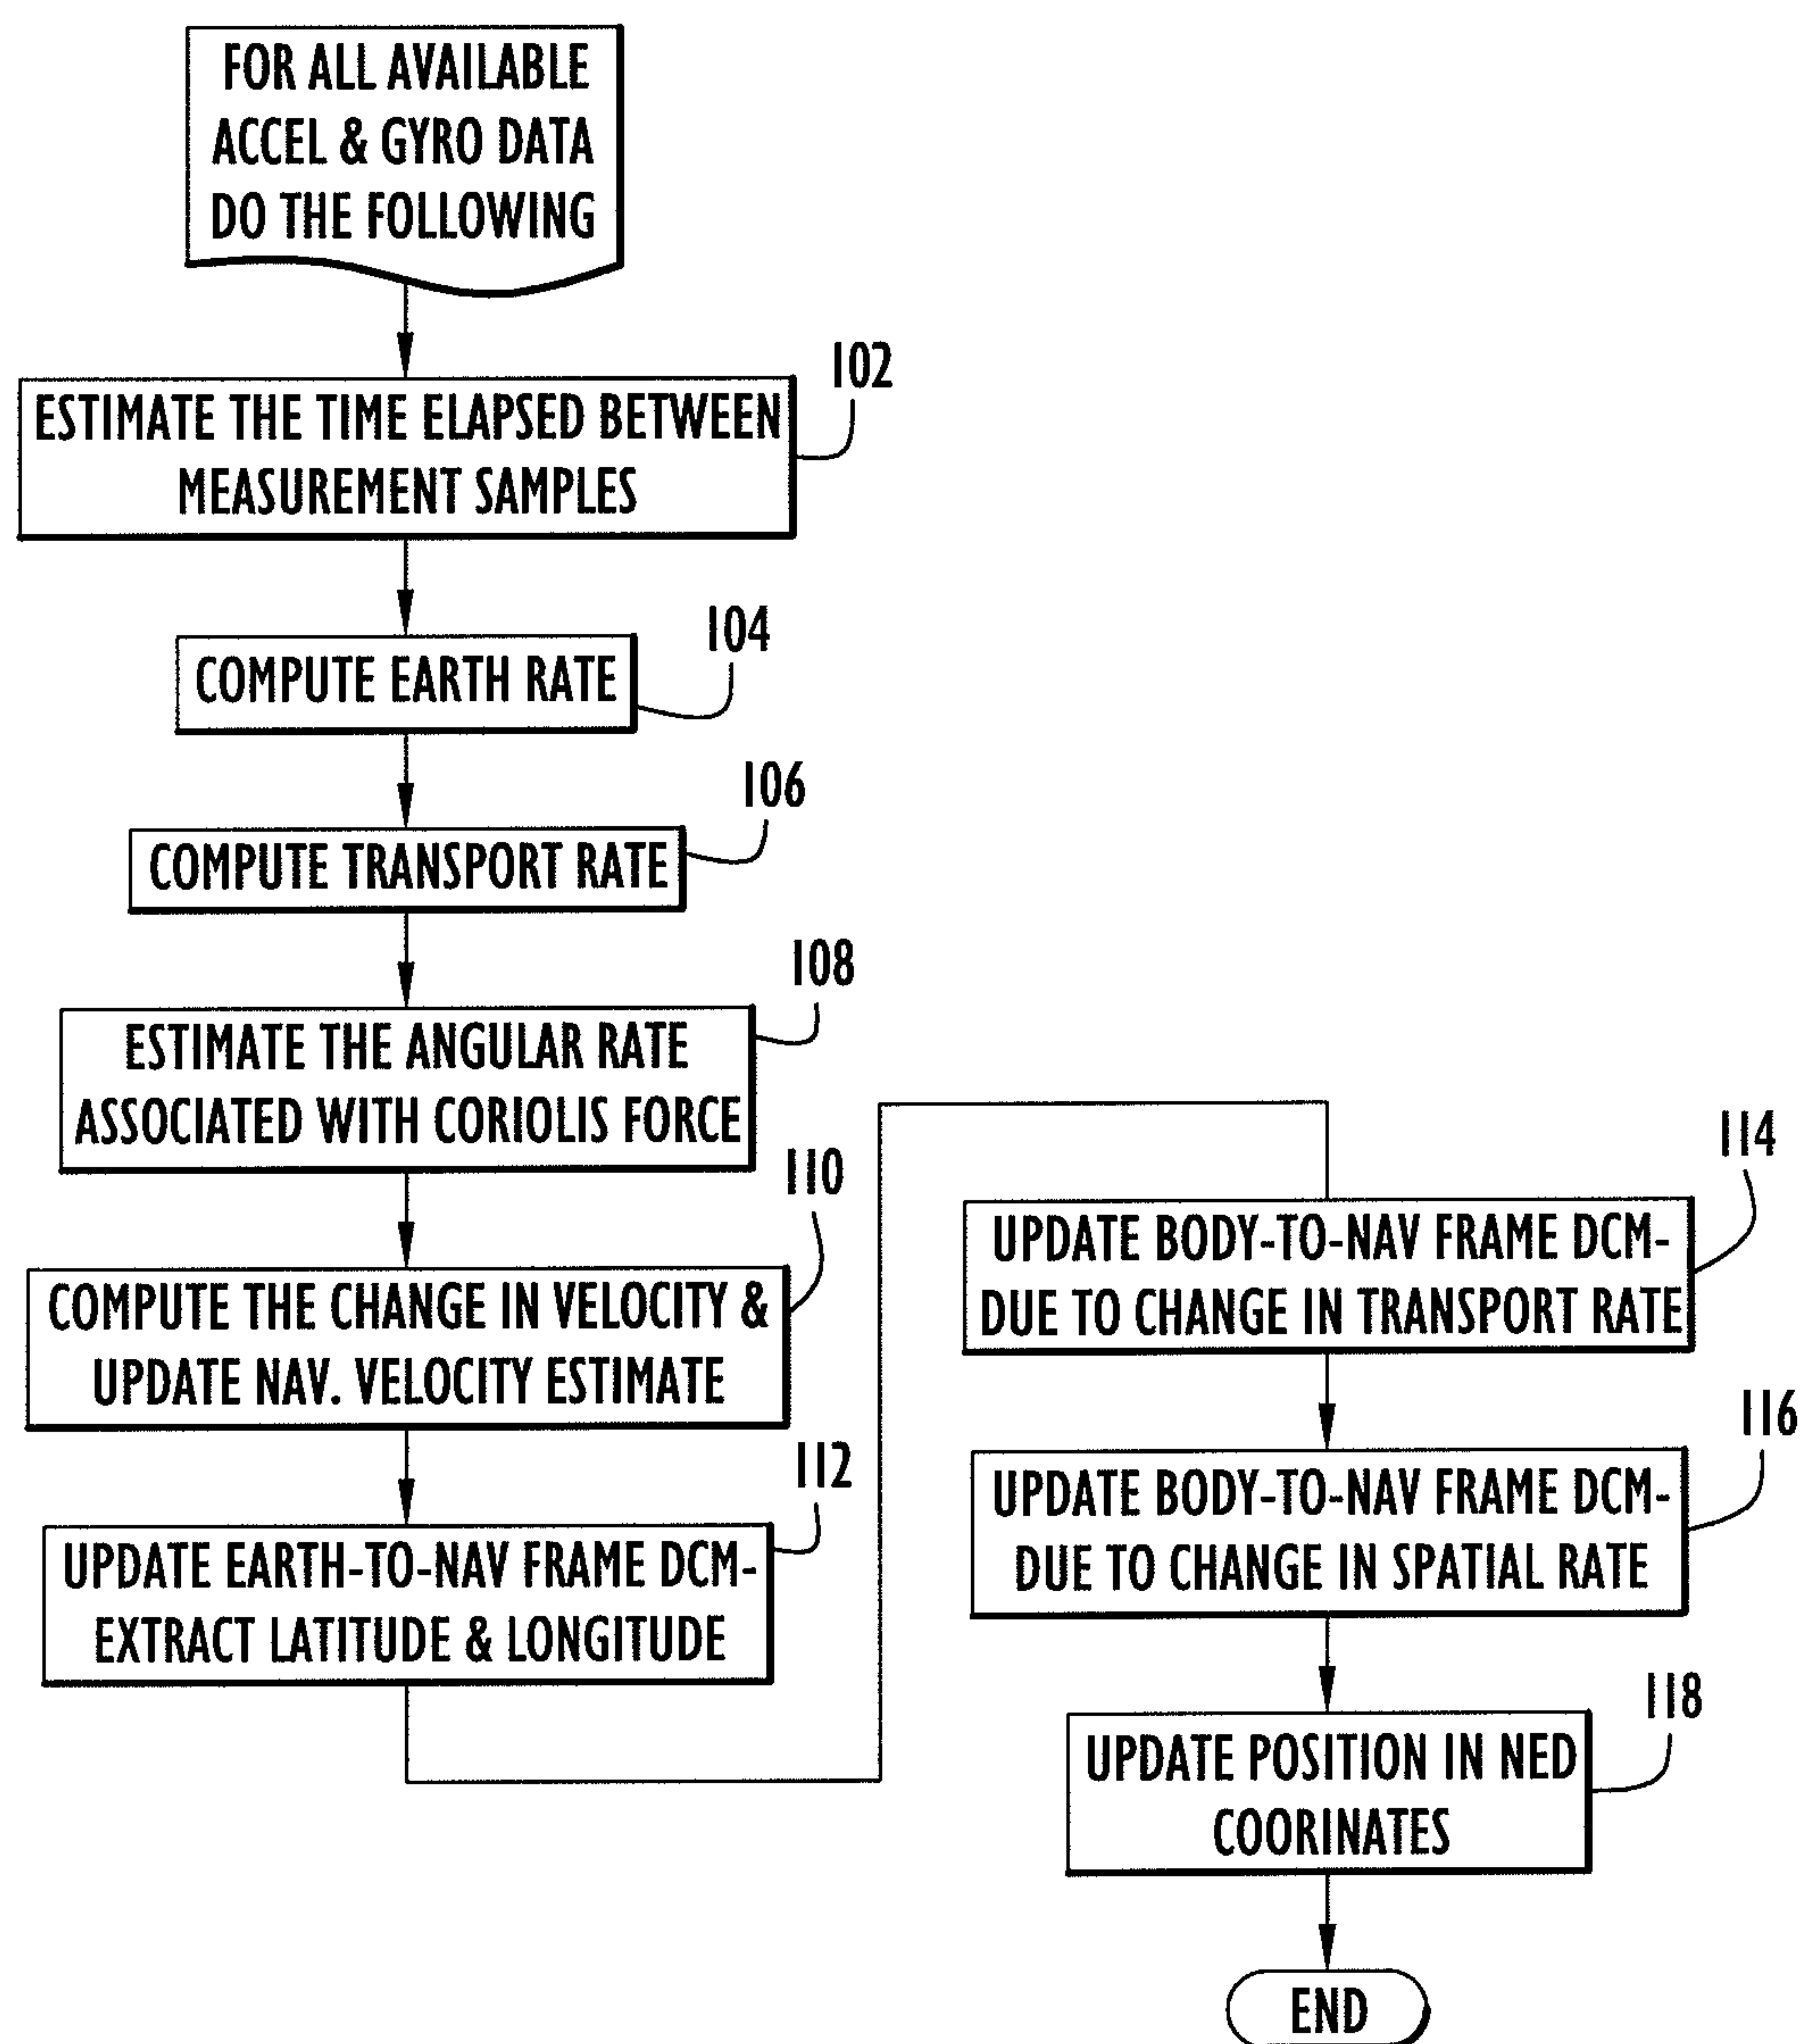 FOR ALL AVAILABLE
ACCEL & GYRO DATA
DO THE FOLLOWING
102
ESTIMATE THE TIME ELAPSED BETWEEN
MEASUREMENT SAMPLES
104
COMPUTE EARTH RATE
106
COMPUTE TRANSPORT RATE
108
ESTIMATE THE ANGULAR RATE
ASSOCIATED WITH CORIOLIS FORCE
110
COMPUTE THE CHANGE IN VELOCITY &
UPDATE NAV. VELOCITY ESTIMATE
112
UPDATE EARTH-TO-NAV FRAME DCM-
EXTRACT LATITUDE & LONGITUDE
114
UPDATE BODY-TO-NAV FRAME DCM-
DUE TO CHANGE IN TRANSPORT RATE
116
UPDATE BODY-TO-NAV FRAME DCM-
DUE TO CHANGE IN SPATIAL RATE
118
UPDATE POSITION IN NED
COORINATES
END